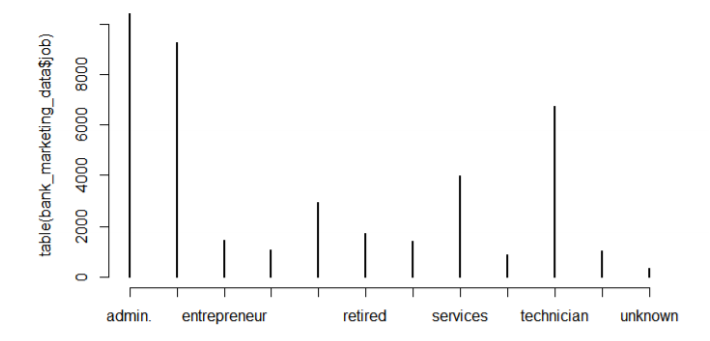 table(bank_marketing_data$job)
8000
6000
4000
2000
0
admin. entrepreneur retired services technician unknown